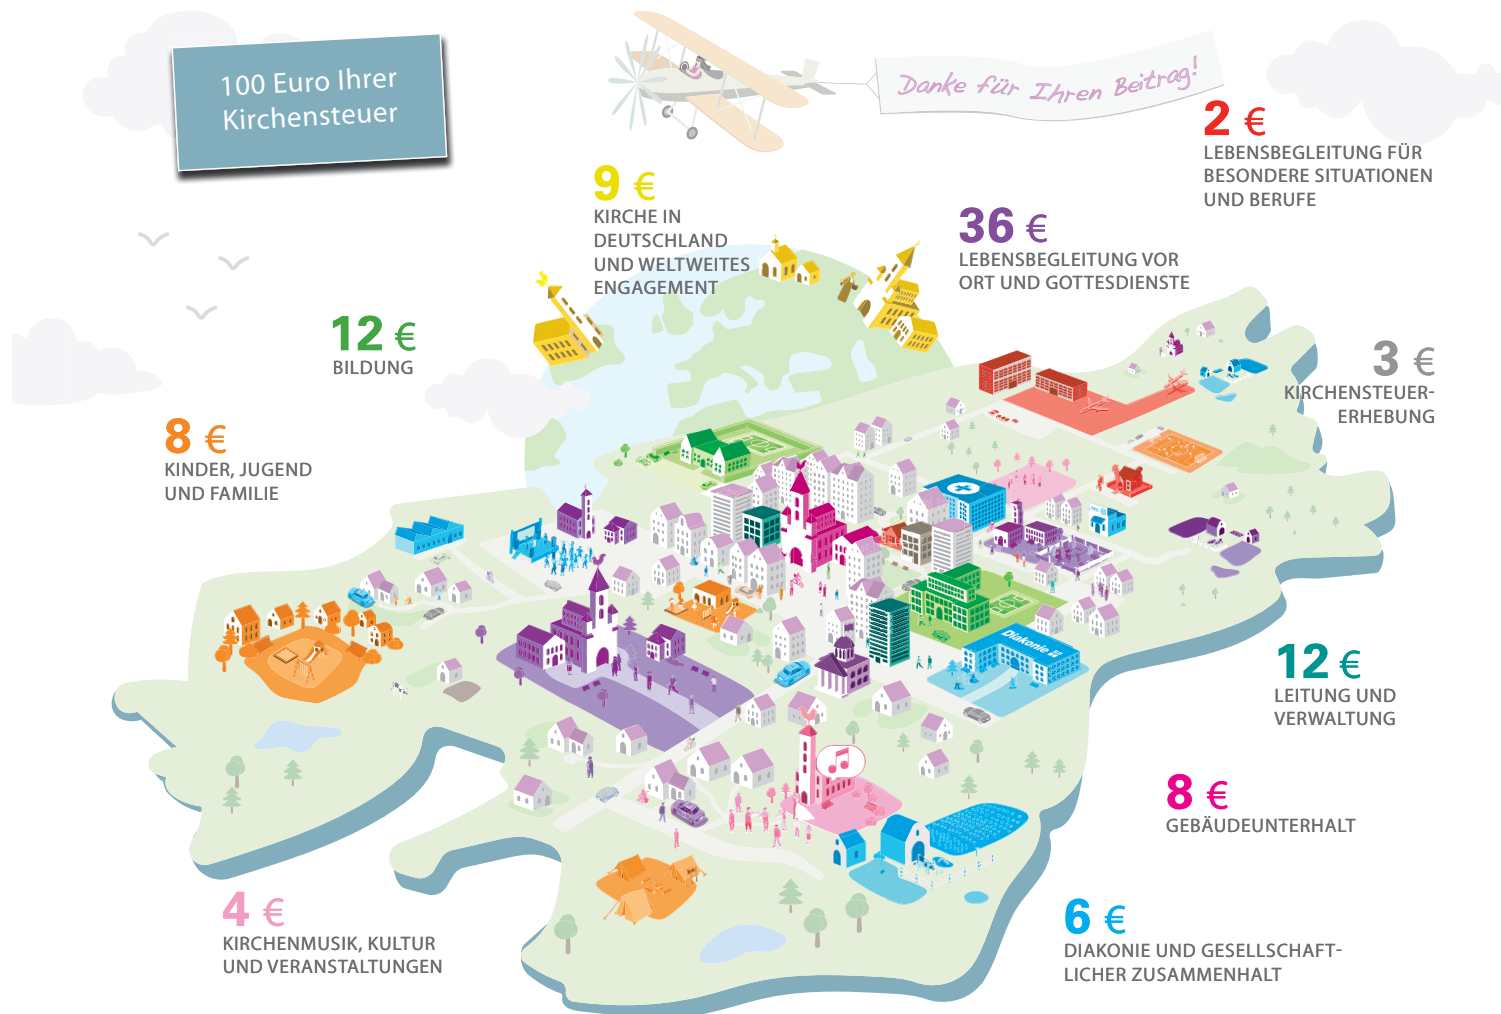 100 Euro Ihrer
Kirchensteuer
Danke für Ihren Beitrag!
2 €
LEBENSBEGLEITUNG FÜR
BESONDERE SITUATIONEN
UND BERUFE
9 €
KIRCHE IN
DEUTSCHLAND
UND WELTWEITES
ENGAGEMENT
36 €
LEBENSBEGLEITUNG VOR
ORT UND GOTTESDIENSTE
12 €
BILDUNG
3 €
KIRCHENSTEUER-
ERHEBUNG
8 €
KINDER, JUGEND
UND FAMILIE
Diakonie
12 €
LEITUNG UND
VERWALTUNG
8 €
GEBÄUDEUNTERHALT
4 €
KIRCHENMUSIK, KULTUR
UND VERANSTALTUNGEN
6 €
DIAKONIE UND GESELLSCHAFT-
LICHER ZUSAMMENHALT